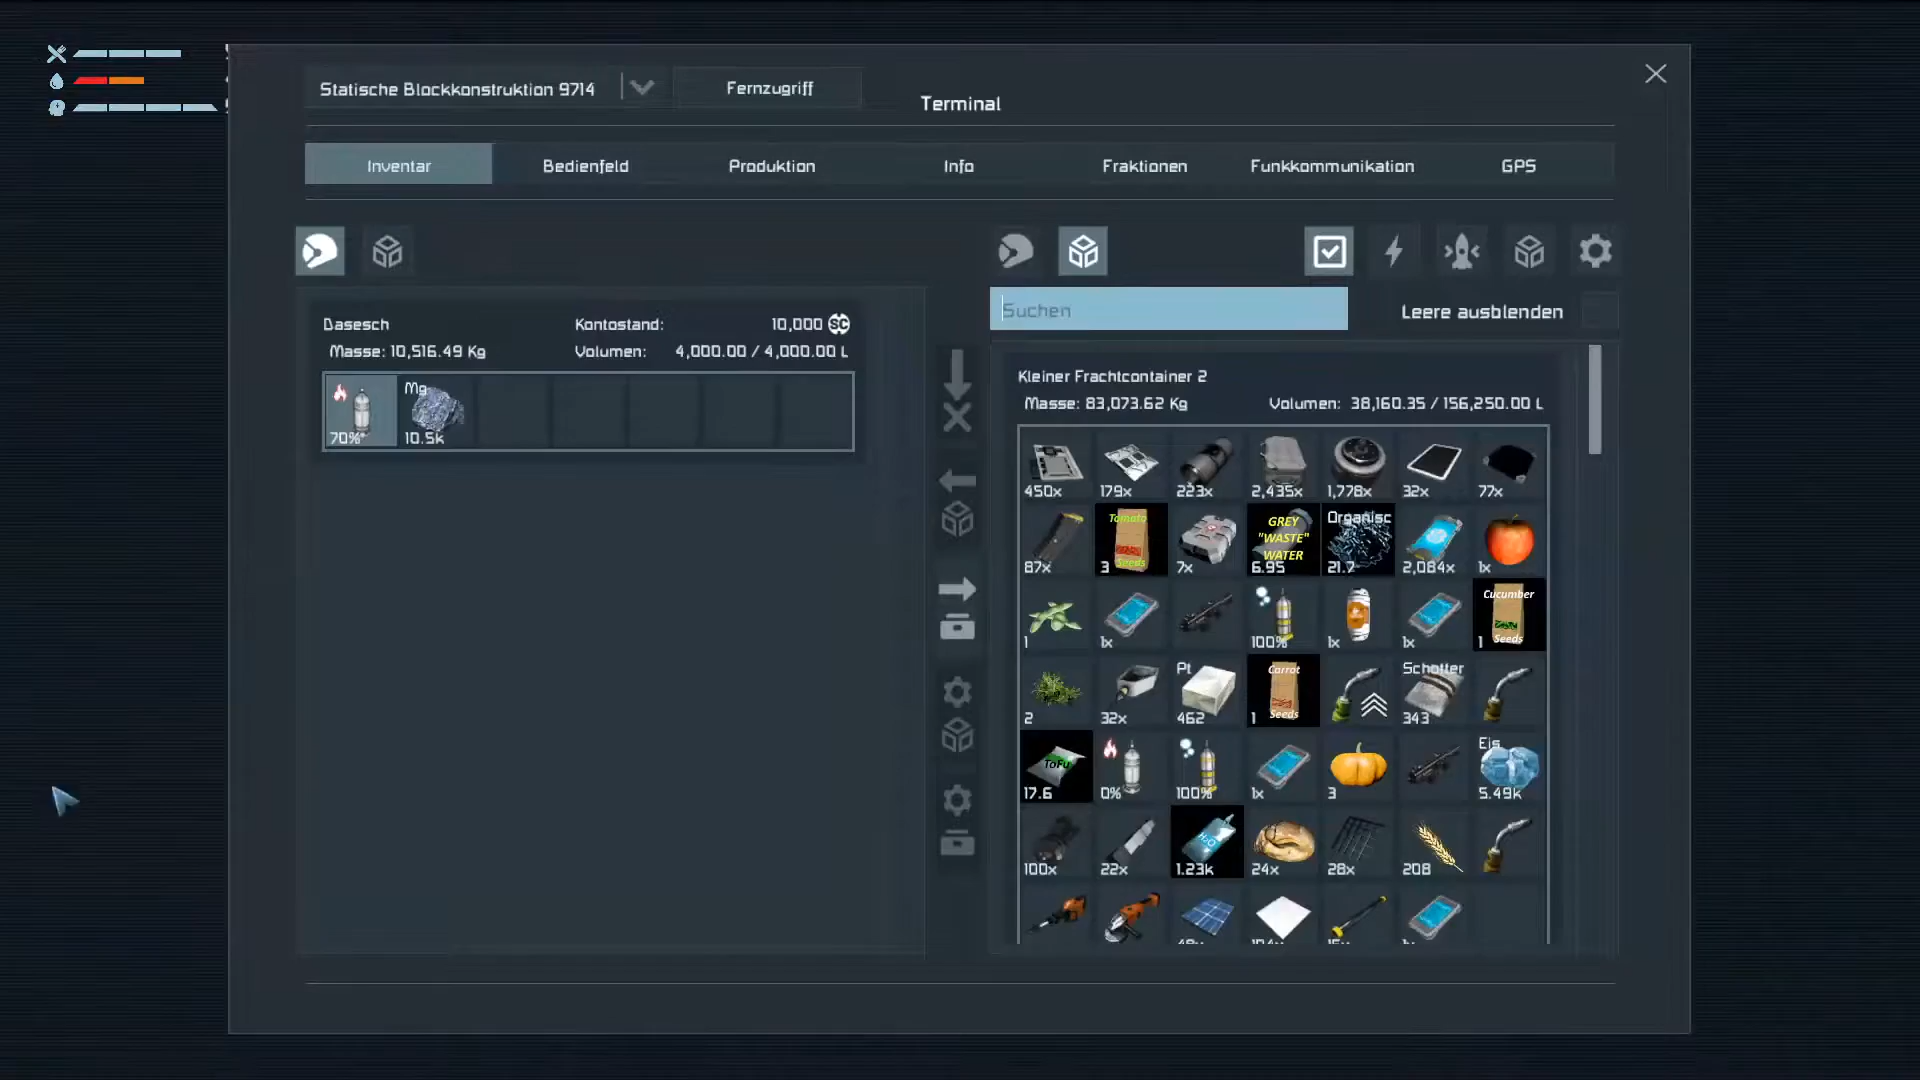 Statische Blockkonstruktion 9714
Fernzugriff
Terminal
Inventar
Bedienfeld
Produktion
Info
Fraktionen
Funkkommunikation
GPS
Suchen
Leere ausblenden
Dasesch
Kontostand:
10,000 SC
Masse: 10,516.49 Kg
Volumen:
4,000.00 / 4,000.00 L
70%
Mg
10.5k
Kleiner Frachtcontainer 2
Masse: 83,073.62 Kg
Volumen: 38,160.35 / 156,250.00 L
450x
179x
223x
2,435x
1,778x
32x
77x
87x
Tomato
3
Seeds
7x
GREY
"WASTE"
WATER
6.95
Organisc
21.7
2,084x
1x
1
1x
100%
1x
1x
Cucumber
1
Seeds
2
32x
Pt
462
Carrot
1
Seeds
Schotter
343
ToFu
17.6
0%
100%
1x
3
Eis
5.49k
100x
22x
H2O
1.23k
24x
28x
208